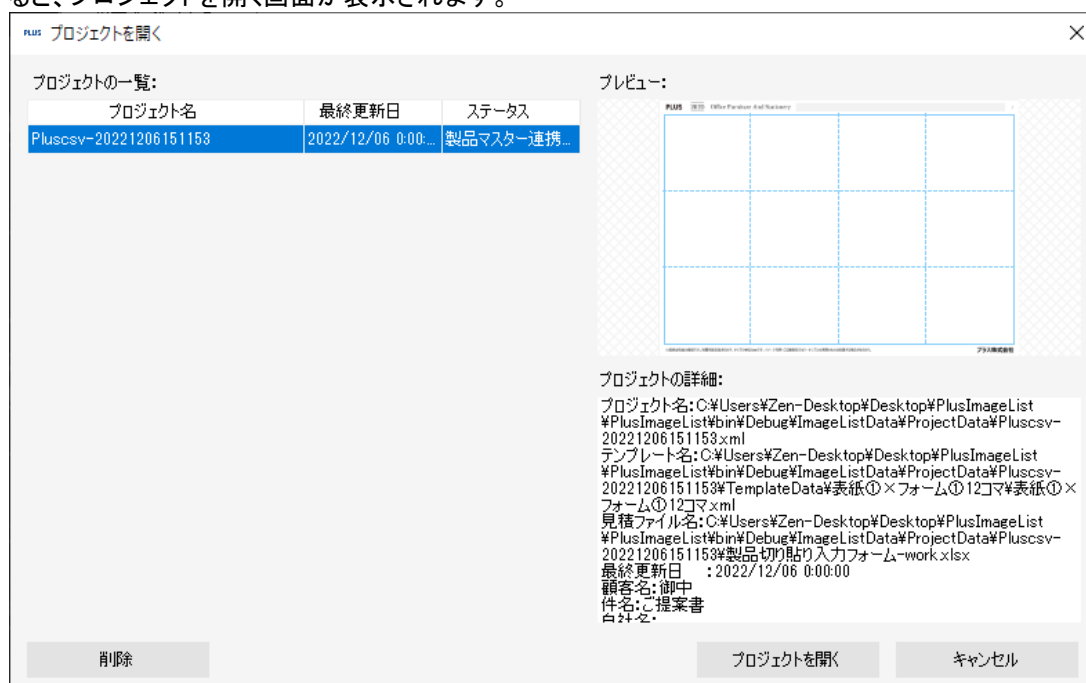 ると、プロジェクトを開く画面が表示されます。
PLUS プロジェクトを開く
プロジェクトの一覧:
プロジェクト名 最終更新日 ステータス
Pluscsv-20221206151153 2022/12/06 0:00:... 製品マスター連携...
プレビュー:
PLUS Office Furniture And Stationery
プラス株式会社
プロジェクトの詳細:
プロジェクト名:C:¥Users¥Zen-Desktop¥Desktop¥PlusImageList
¥PlusImageList¥bin¥Debug¥ImageListData¥ProjectData¥Pluscsv-
20221206151153.xml
テンプレート名:C:¥Users¥Zen-Desktop¥Desktop¥PlusImageList
¥PlusImageList¥bin¥Debug¥ImageListData¥ProjectData¥Pluscsv-
20221206151153¥TemplateData¥表紙①×フォーム①12コマ¥表紙①×
フォーム①12コマ.xml
見積ファイル名:C:¥Users¥Zen-Desktop¥Desktop¥PlusImageList
¥PlusImageList¥bin¥Debug¥ImageListData¥ProjectData¥Pluscsv-
20221206151153¥製品切り貼り入力フォーム-work.xlsx
最終更新日 :2022/12/06 0:00:00
顧客名:御中
件名:ご提案書
自社名:
削除 プロジェクトを開く キャンセル